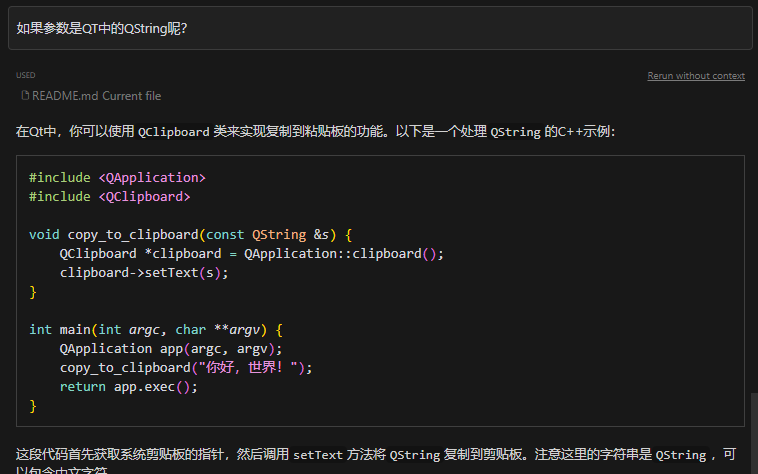 如果参数是QT中的QString呢?
USED
Rerun without context
README.md Current file
在Qt中，你可以使用 QClipboard 类来实现复制到粘贴板的功能。以下是一个处理 QString 的C++示例：
#include <QApplication>
#include <QClipboard>
void copy_to_clipboard(const QString &s) {
    QClipboard *clipboard = QApplication::clipboard();
    clipboard->setText(s);
}
int main(int argc, char **argv) {
    QApplication app(argc, argv);
    copy_to_clipboard("你好，世界！");
    return app.exec();
}
这段代码首先获取系统剪贴板的指针，然后调用 setText 方法将 QString 复制到剪贴板。注意这里的字符串是 QString ，可
以包含中文字符